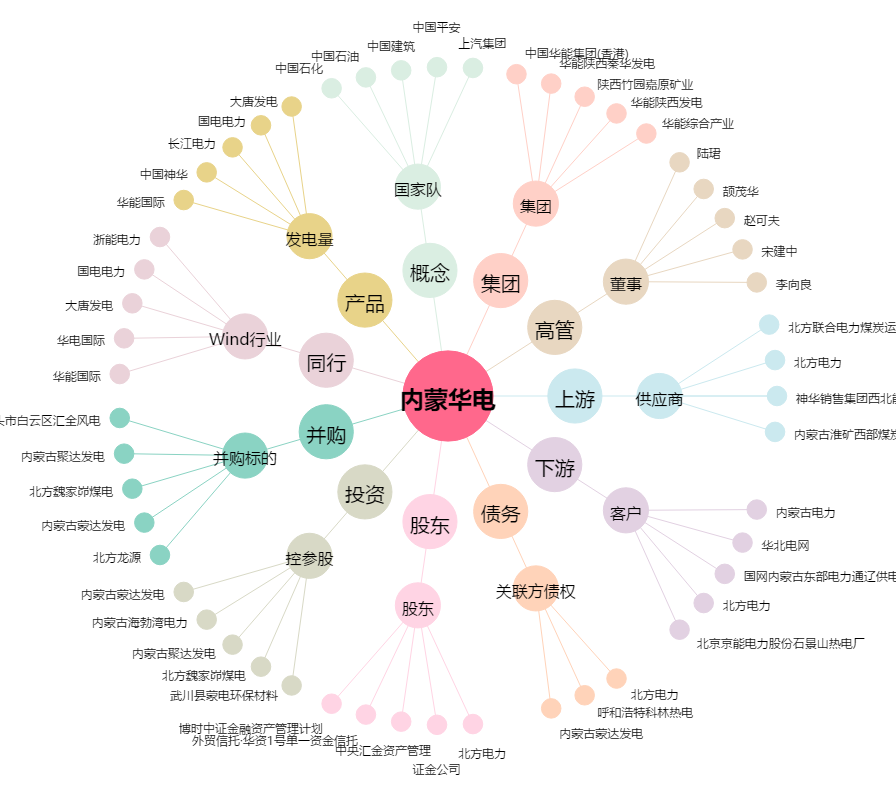 中国平安
上汽集团
中国建筑
中国石油
中国石化
中国华能集团(香港)
华能陕西秦华发电
陕西竹园嘉原矿业
华能陕西发电
华能综合产业
大唐发电
国电电力
长江电力
中国神华
华能国际
陆珺
颉茂华
赵可夫
宋建中
李向良
国家队
集团
发电量
董事
概念
集团
产品
高管
浙能电力
国电电力
大唐发电
华电国际
华能国际
Wind行业
同行
内蒙华电
上游
供应商
北方联合电力煤炭运
北方电力
神华销售集团西北能
内蒙古准矿西部煤炭
头市白云区汇全风电
内蒙古聚达发电
北方魏家峁煤电
内蒙古蒙达发电
北方龙源
并购标的
并购
投资
股东
债务
下游
客户
内蒙古电力
华北电网
国网内蒙古东部电力通辽供电
北方电力
北京京能电力股份石景山热电厂
控参股
股东
关联方债权
内蒙古蒙达发电
内蒙古海勃湾电力
内蒙古聚达发电
北方魏家峁煤电
武川县蒙电环保材料
博时中证金融资产管理计划
外贸信托·华资1号单一资金信托
中央汇金资产管理
证金公司
北方电力
北方电力
呼和浩特科林热电
内蒙古蒙达发电